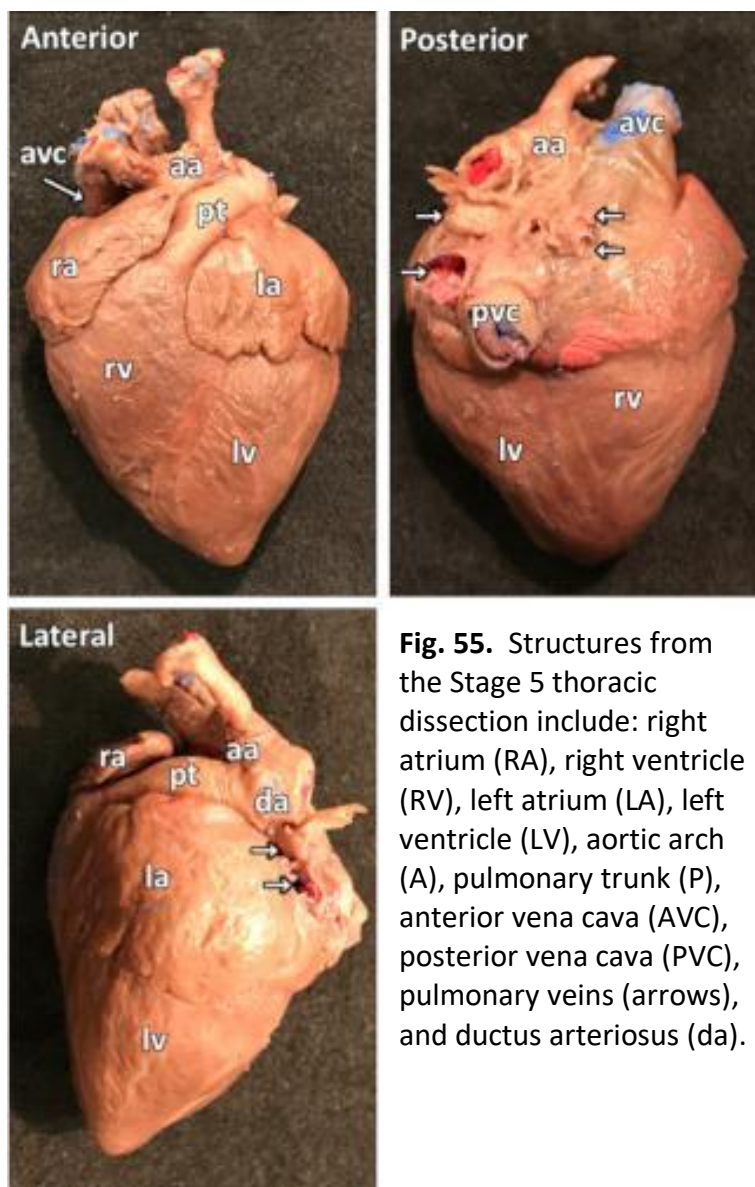 Anterior
avc
aa
pt
ra
la
rv
lv
Posterior
aa
avc
pvc
rv
lv
Lateral
ra
aa
pt
da
la
lv
Fig. 55. Structures from
the Stage 5 thoracic
dissection include: right
atrium (RA), right ventricle
(RV), left atrium (LA), left
ventricle (LV), aortic arch
(A), pulmonary trunk (P),
anterior vena cava (AVC),
posterior vena cava (PVC),
pulmonary veins (arrows),
and ductus arteriosus (da).